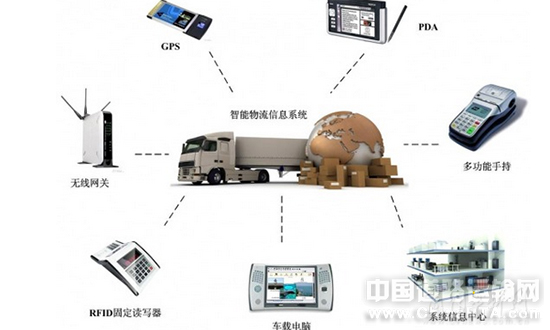 GPS
PDA
智能物流信息系统
无线网关
多功能手持
RFID固定读写器
车载电脑
系统信息中心